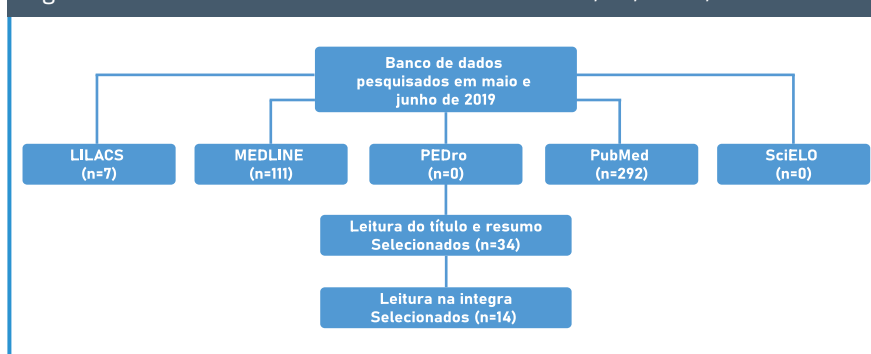 Banco de dados
pesquisados em maio e
junho de 2019
LILACS
(n=7)
MEDLINE
(n=111)
PEDro
(n=0)
PubMed
(n=292)
SciELO
(n=0)
Leitura do título e resumo
Selecionados (n=34)
Leitura na integra
Selecionados (n=14)